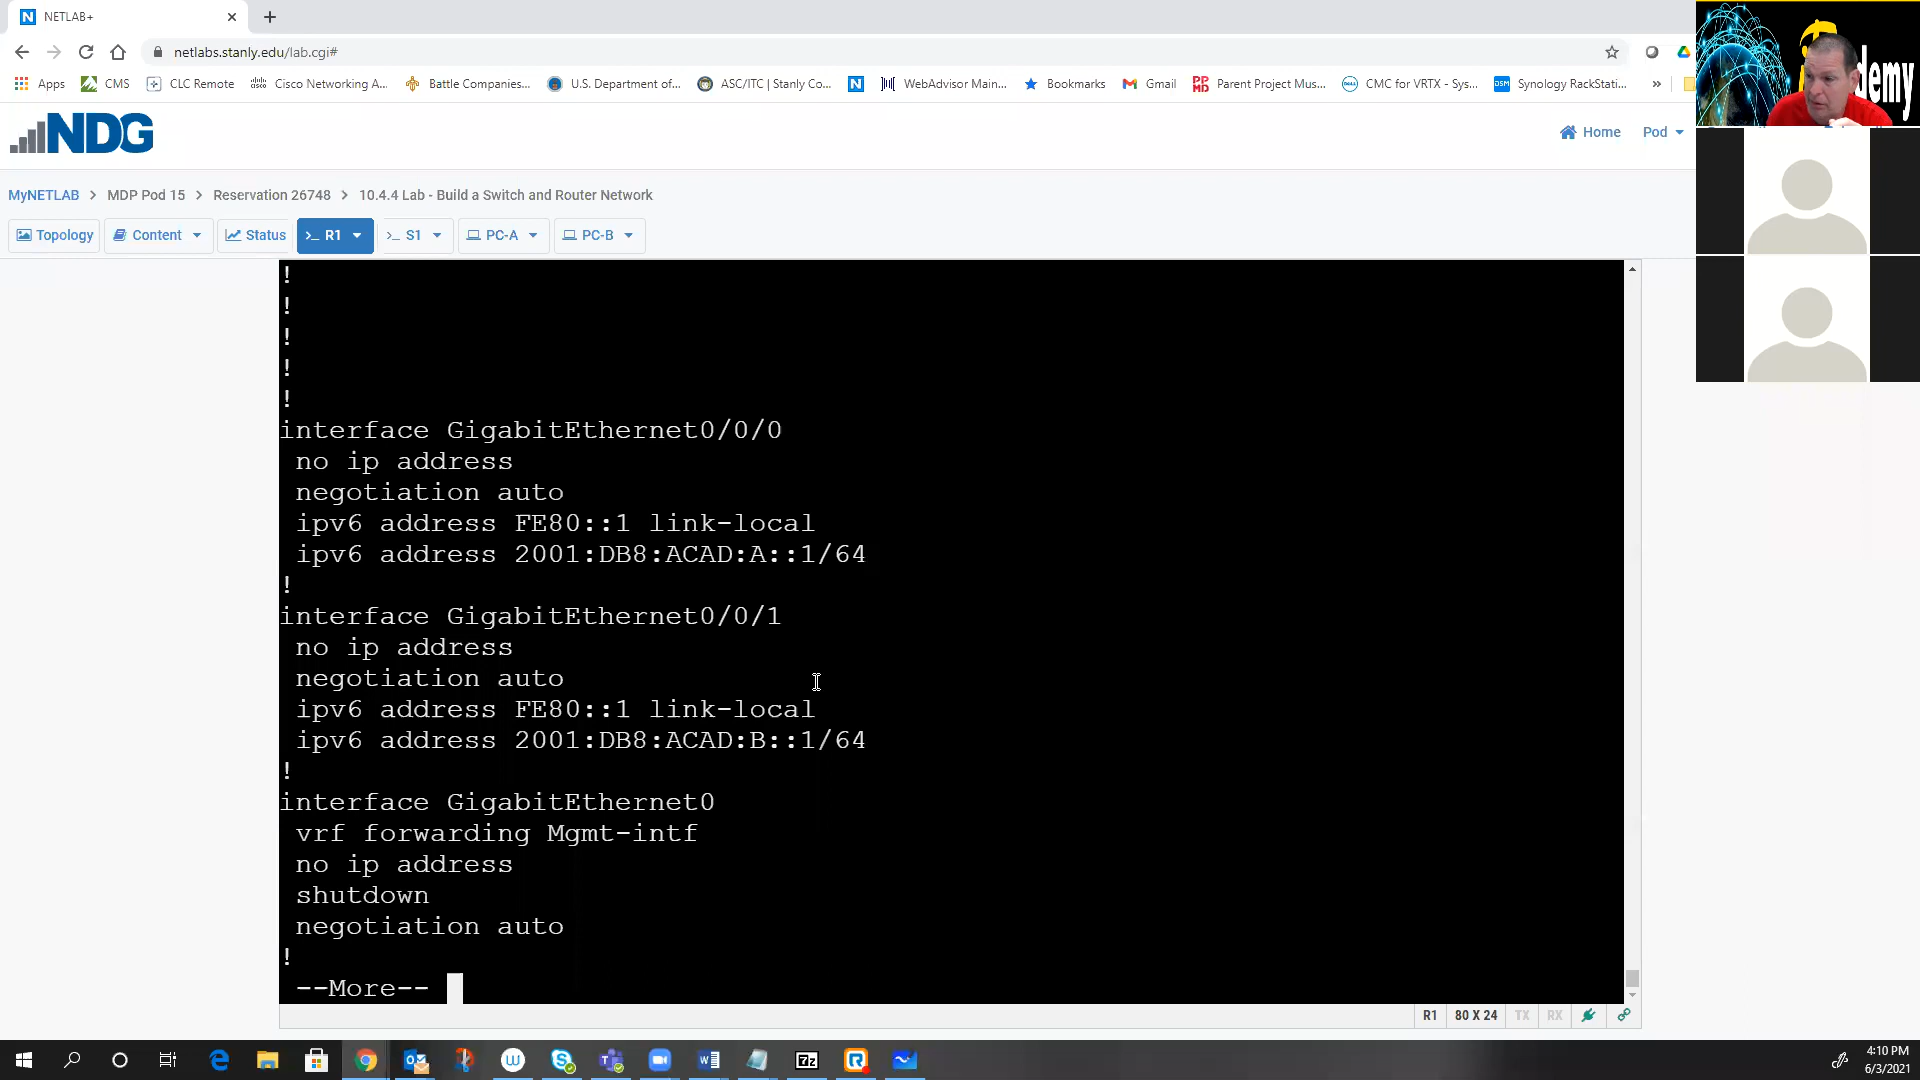 NETLAB+
netlabs.stanly.edu/lab.cgi#
Apps
CMS
CLC Remote
Cisco Networking A...
Battle Companies...
U.S. Department of...
ASC/ITC | Stanly Co...
WebAdvisor Main...
Bookmarks
Gmail
Parent Project Mus...
CMC for VRTX - Sys...
Synology RackStati...
»
demy
NDG
Home
Pod
MyNETLAB > MDP Pod 15 > Reservation 26748 > 10.4.4 Lab - Build a Switch and Router Network
Topology
Content
Status
>_ R1
>_ S1
PC-A
PC-B
!
!
!
!
!
interface GigabitEthernet0/0/0
no ip address
negotiation auto
ipv6 address FE80::1 link-local
ipv6 address 2001:DB8:ACAD:A::1/64
!
interface GigabitEthernet0/0/1
no ip address
negotiation auto
ipv6 address FE80::1 link-local
ipv6 address 2001:DB8:ACAD:B::1/64
!
interface GigabitEthernet0
vrf forwarding Mgmt-intf
no ip address
shutdown
negotiation auto
!
--More--
R1
80 X 24
TX
RX
4:10 PM
6/3/2021